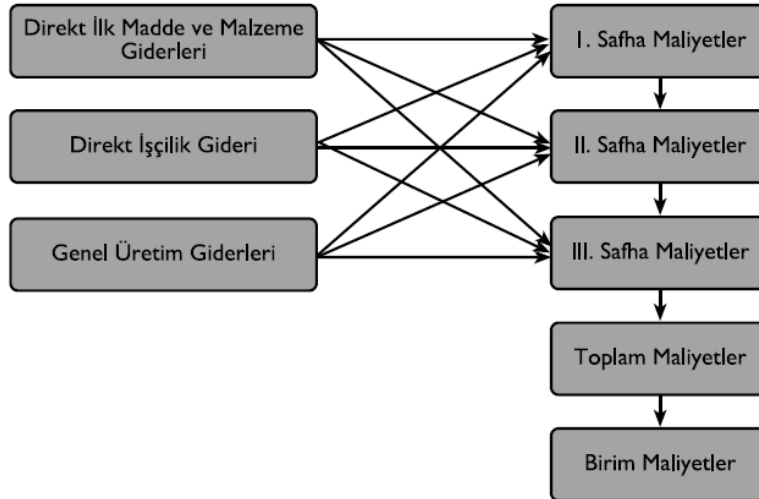 Direkt İlk Madde ve Malzeme
Giderleri
I. Safha Maliyetler
Direkt İşçilik Gideri
II. Safha Maliyetler
Genel Üretim Giderleri
III. Safha Maliyetler
Toplam Maliyetler
Birim Maliyetler